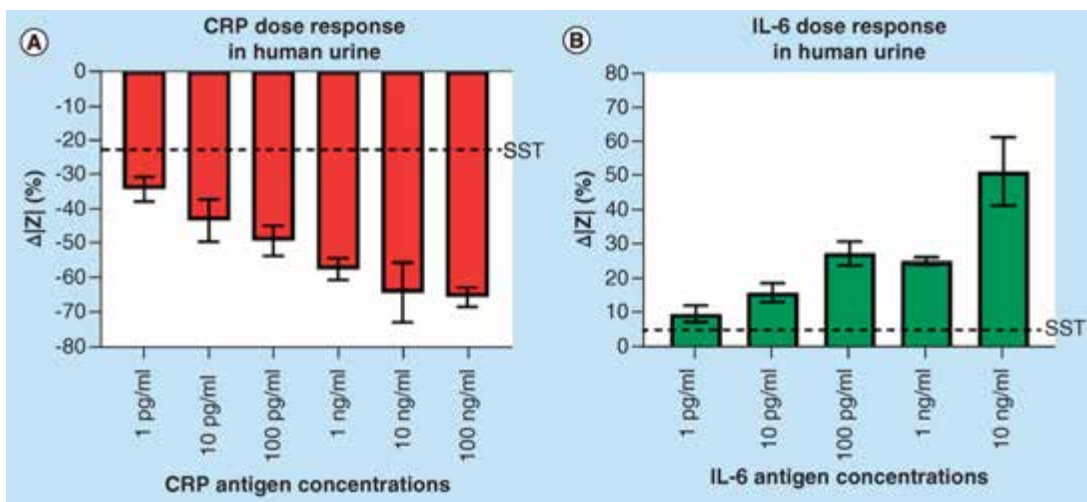 A
CRP dose response
in human urine
0
-10
-20
-30
-40
-50
-60
-70
-80
Δ|Z| (%)
SST
1 pg/ml
10 pg/ml
100 pg/ml
1 ng/ml
10 ng/ml
100 ng/ml
CRP antigen concentrations
B
IL-6 dose response
in human urine
80
70
60
50
40
30
20
10
0
Δ|Z| (%)
SST
1 pg/ml
10 pg/ml
100 pg/ml
1 ng/ml
10 ng/ml
IL-6 antigen concentrations